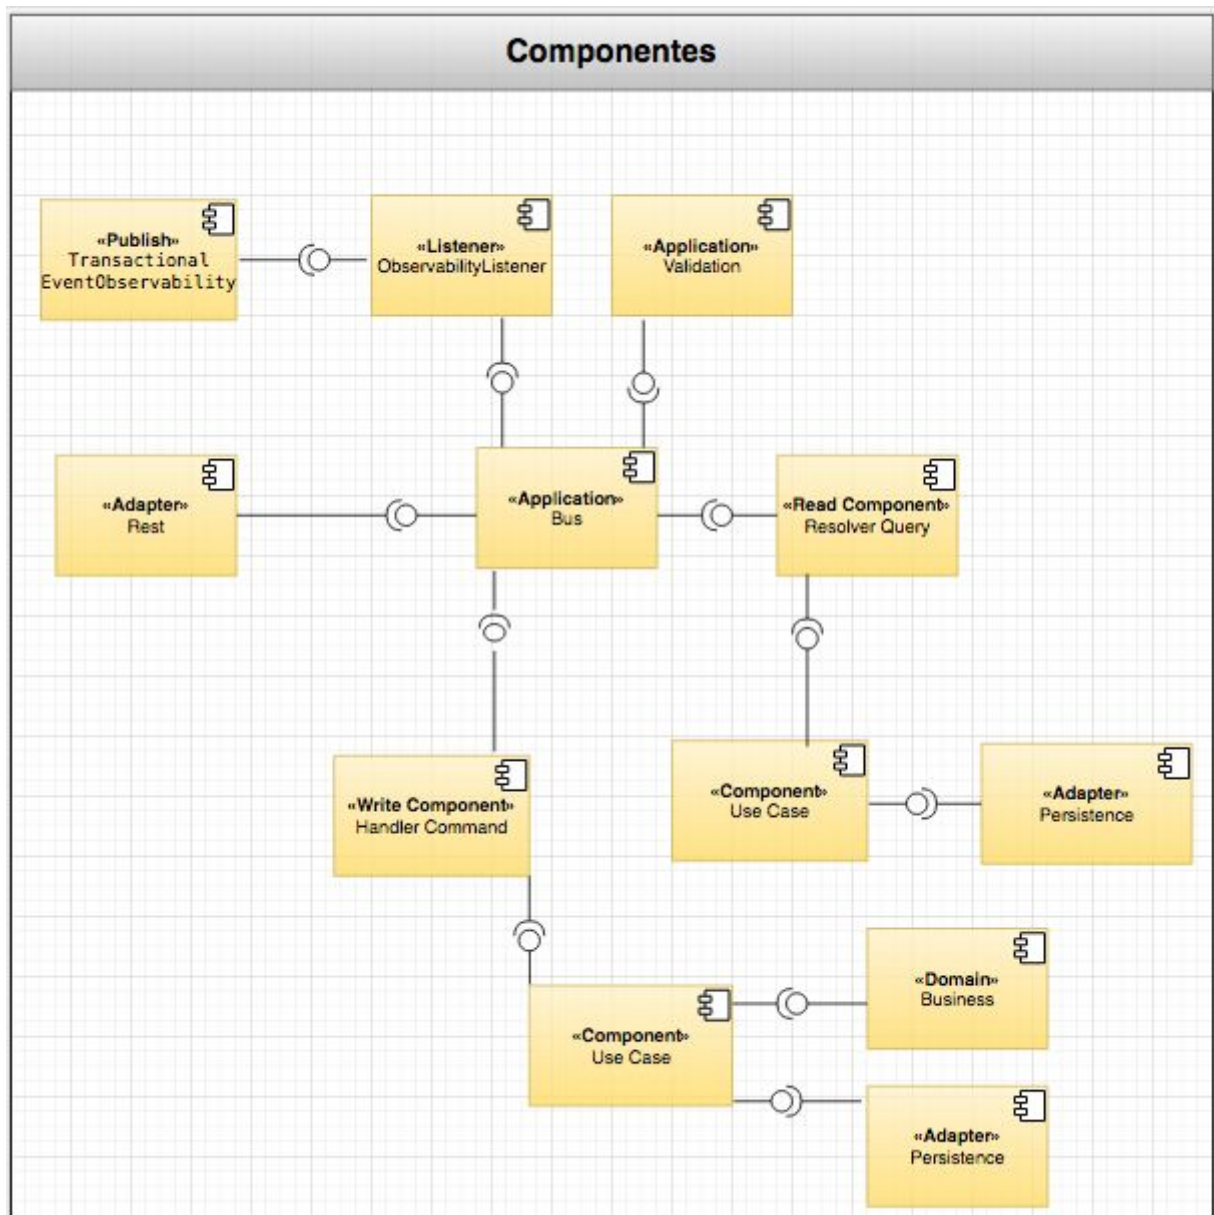 Componentes
«Publish»
Transactional
EventObservability
«Listener»
ObservabilityListener
«Application»
Validation
«Adapter»
Rest
«Application»
Bus
«Read Component»
Resolver Query
«Write Component»
Handler Command
«Component»
Use Case
«Adapter»
Persistence
«Domain»
Business
«Component»
Use Case
«Adapter»
Persistence